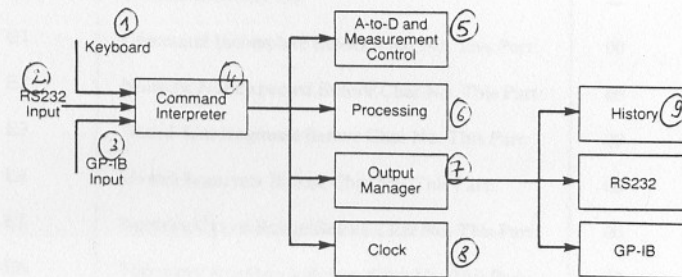 1
Keyboard
2
RS232
Input
3
GP-IB
Input
4
Command
Interpreter
5
A-to-D and
Measurement
Control
6
Processing
7
Output
Manager
8
Clock
9
History
RS232
GP-IB